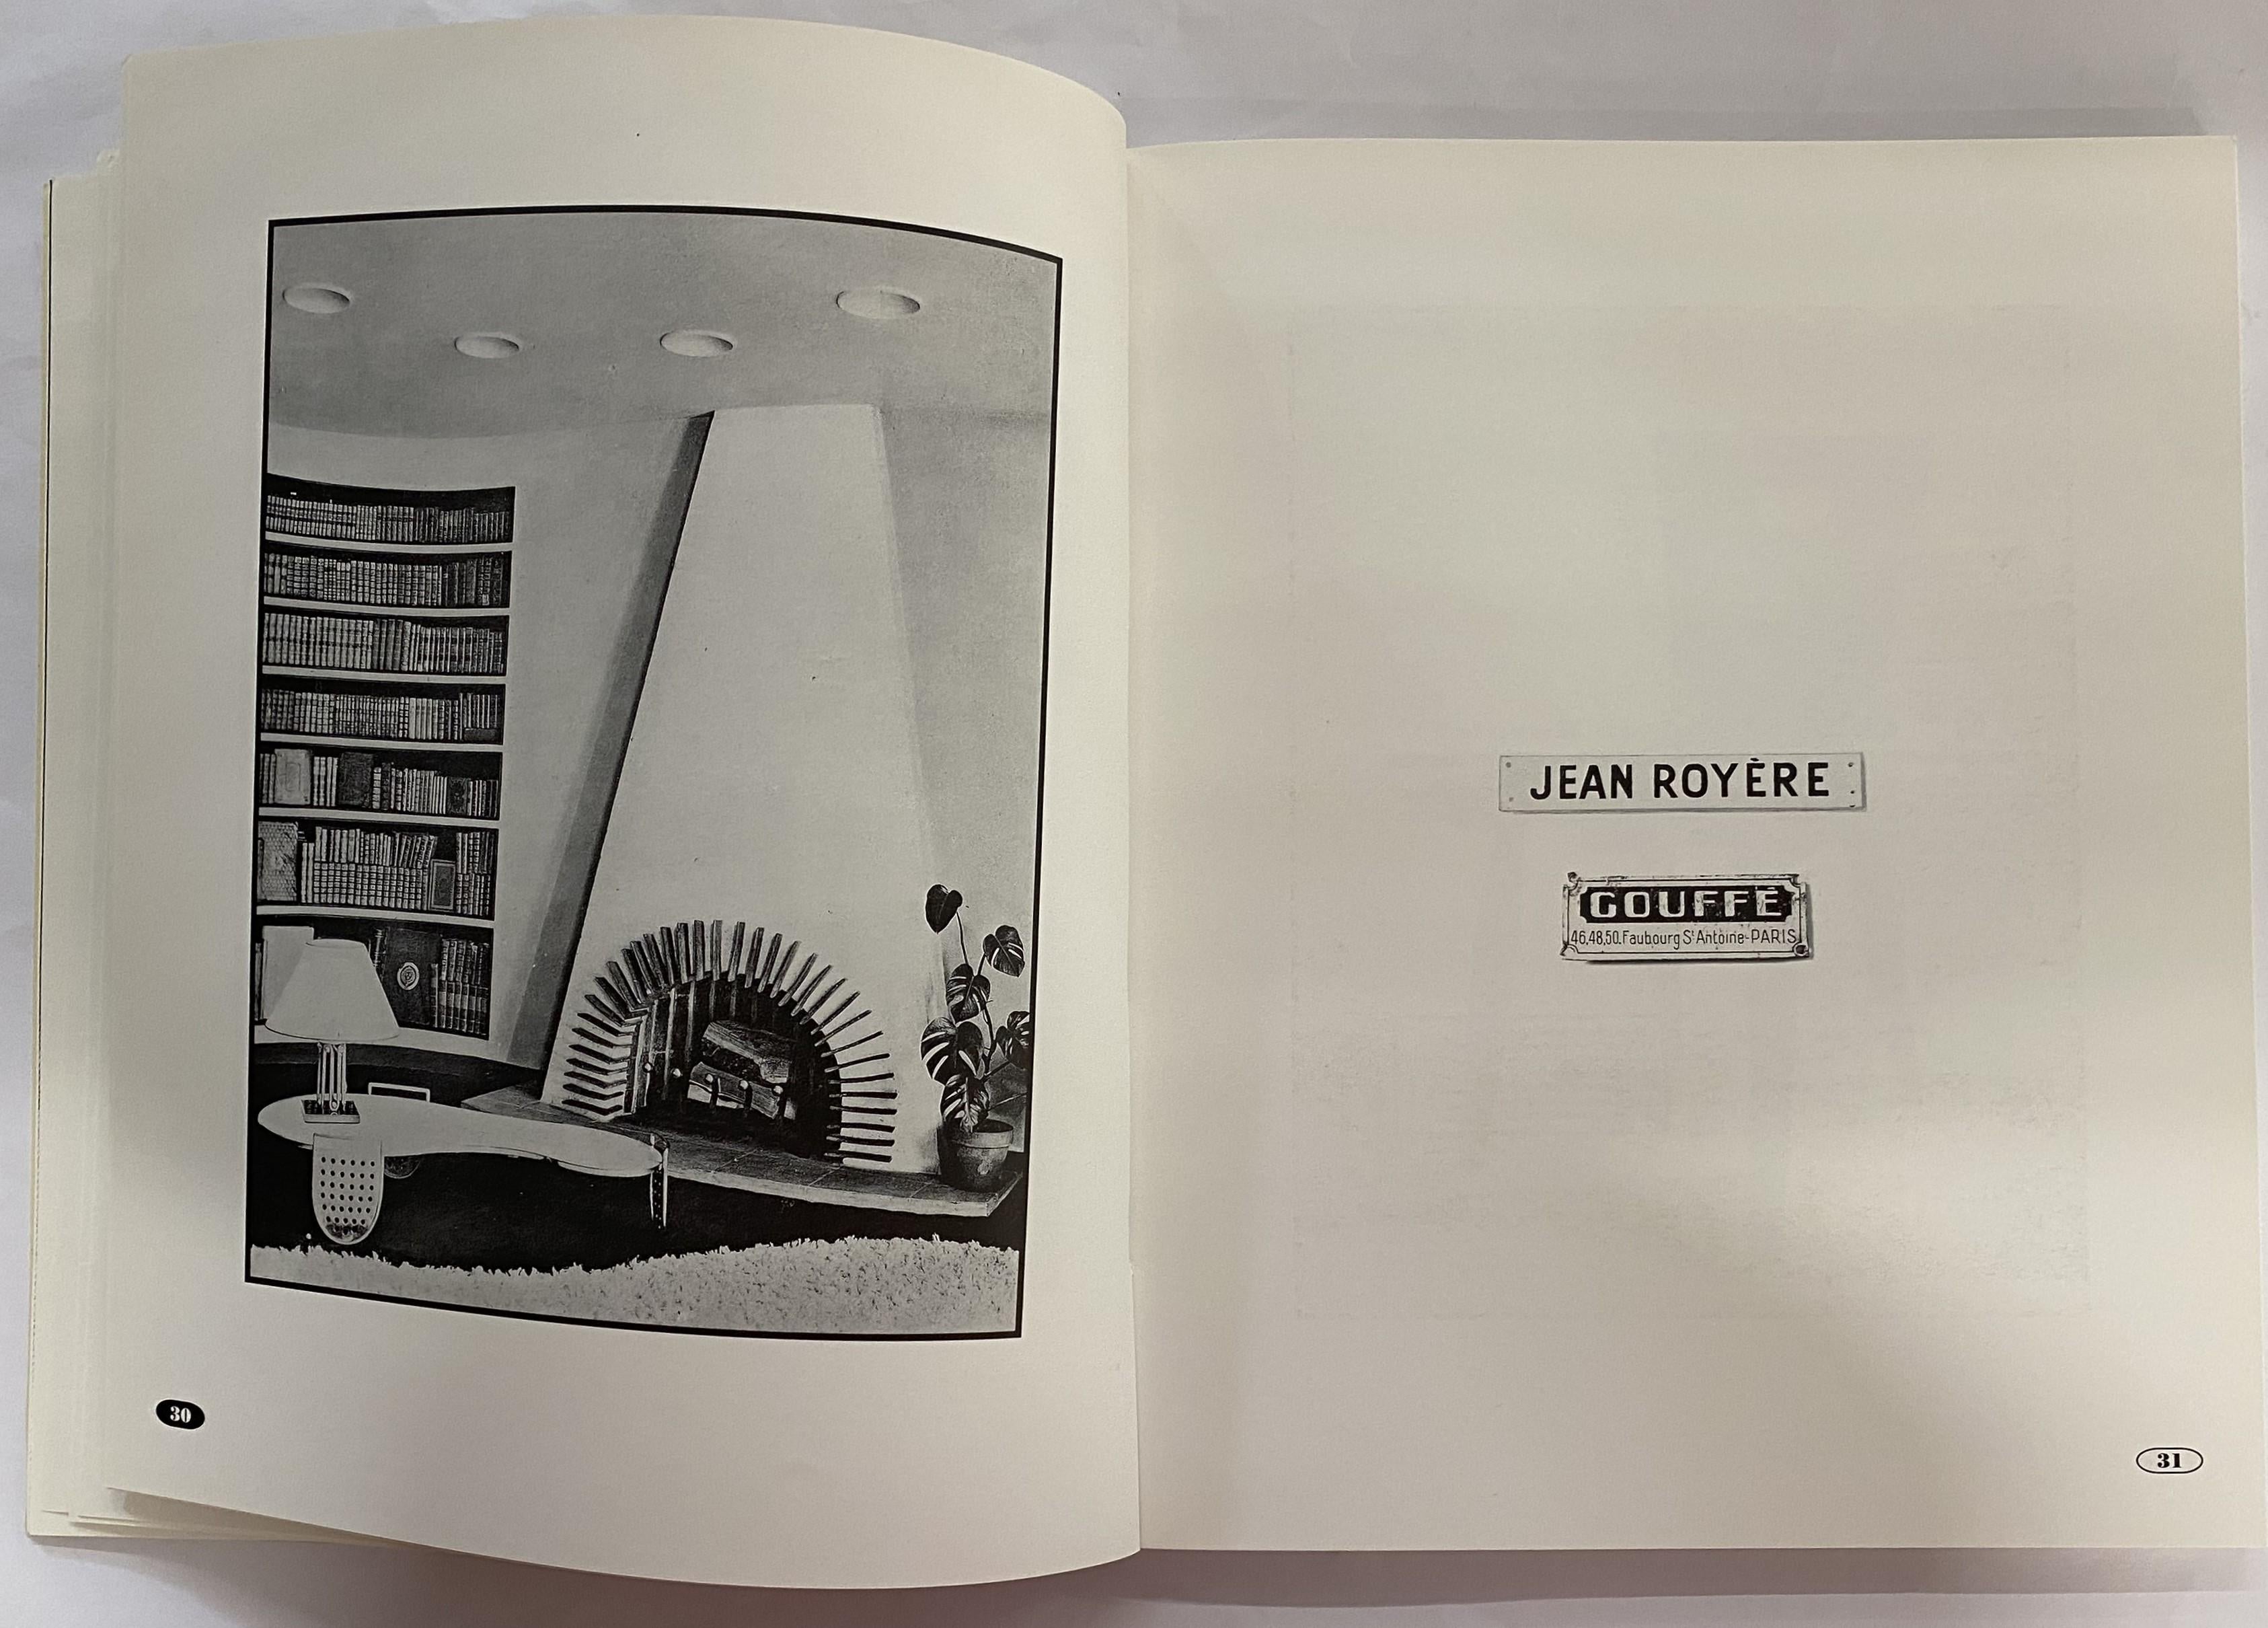 30
JEAN ROYÈRE
GOUFFÉ
46,48,50.Faubourg St Antoine-PARIS
31